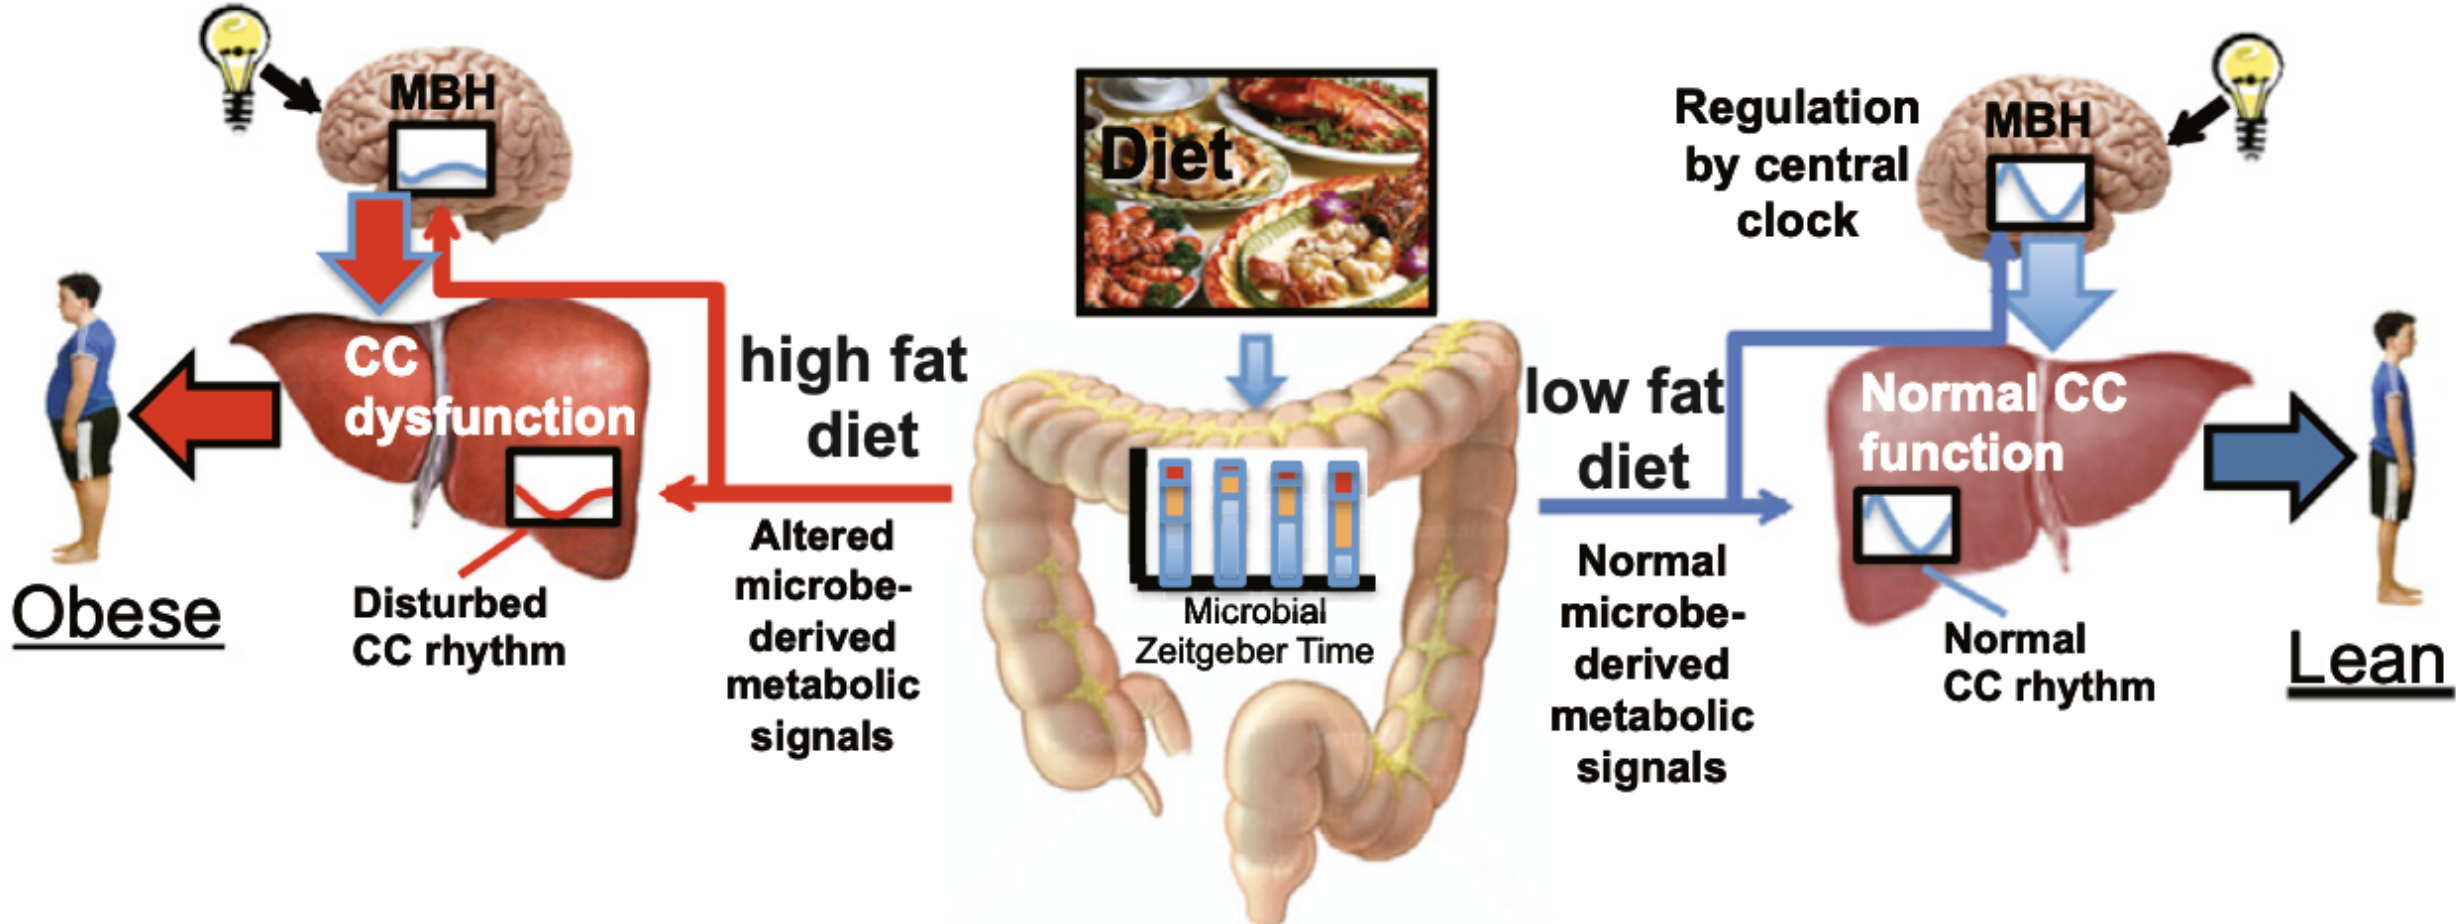 MBH
CC
dysfunction
Disturbed
CC rhythm
Obese
high fat
diet
Altered
microbe-
derived
metabolic
signals
Diet
Microbial
Zeitgeber Time
low fat
diet
Normal
microbe-
derived
metabolic
signals
Regulation
by central
clock
MBH
Normal CC
function
Normal
CC rhythm
Lean